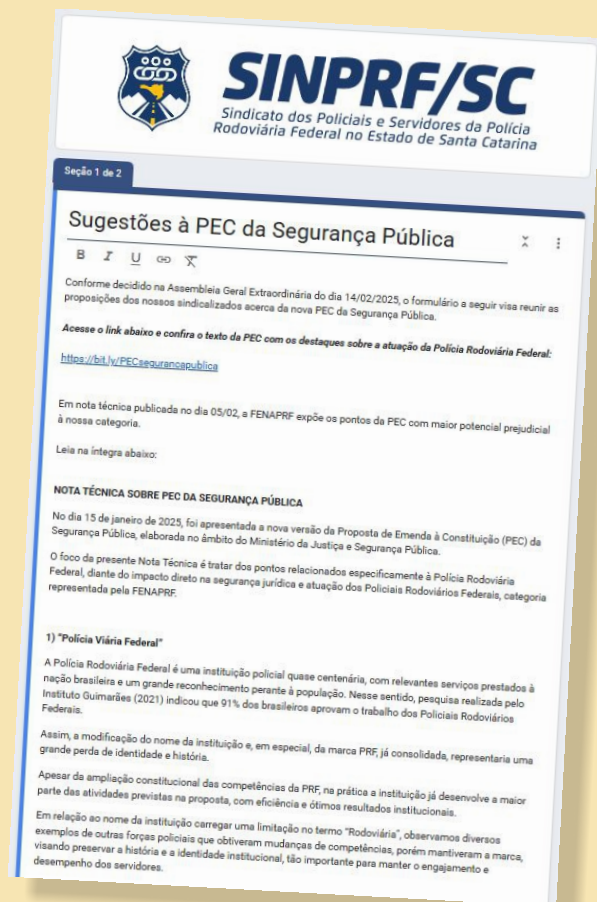 SINPRF/SC
Sindicato dos Policiais e Servidores da Polícia
Rodoviária Federal no Estado de Santa Catarina
Seção 1 de 2
Sugestões à PEC da Segurança Pública
B I U
Conforme decidido na Assembleia Geral Extraordinária do dia 14/02/2025, o formulário a seguir visa reunir as
proposições dos nossos sindicalizados acerca da nova PEC da Segurança Pública.
Acesse o link abaixo e confira o texto da PEC com os destaques sobre a atuação da Polícia Rodoviária Federal:
https://bit.ly/PECsegurancapublica
Em nota técnica publicada no dia 05/02, a FENAPRF expõe os pontos da PEC com maior potencial prejudicial
à nossa categoria.
Leia na íntegra abaixo:
NOTA TÉCNICA SOBRE PEC DA SEGURANÇA PÚBLICA
No dia 15 de janeiro de 2025, foi apresentada a nova versão da Proposta de Emenda à Constituição (PEC) da
Segurança Pública, elaborada no âmbito do Ministério da Justiça e Segurança Pública.
O foco da presente Nota Técnica é tratar dos pontos relacionados especificamente à Polícia Rodoviária
Federal, diante do impacto direto na segurança jurídica e atuação dos Policiais Rodoviários Federais, categoria
representada pela FENAPRF.
1) "Polícia Viária Federal"
A Polícia Rodoviária Federal é uma instituição policial quase centenária, com relevantes serviços prestados à
nação brasileira e um grande reconhecimento perante à população. Nesse sentido, pesquisa realizada pelo
Instituto Guimarães (2021) indicou que 91% dos brasileiros aprovam o trabalho dos Policiais Rodoviários
Federais.
Assim, a modificação do nome da instituição e, em especial, da marca PRF, já consolidada, representaria uma
grande perda de identidade e história.
Apesar da ampliação constitucional das competências da PRF, na prática a instituição já desenvolve a maior
parte das atividades previstas na proposta, com eficiência e ótimos resultados institucionais.
Em relação ao nome da instituição carregar uma limitação no termo "Rodoviária", observamos diversos
exemplos de outras forças policiais que obtiveram mudanças de competências, porém mantiveram a marca,
visando preservar a história e a identidade institucional, tão importante para manter o engajamento e
desempenho dos servidores.